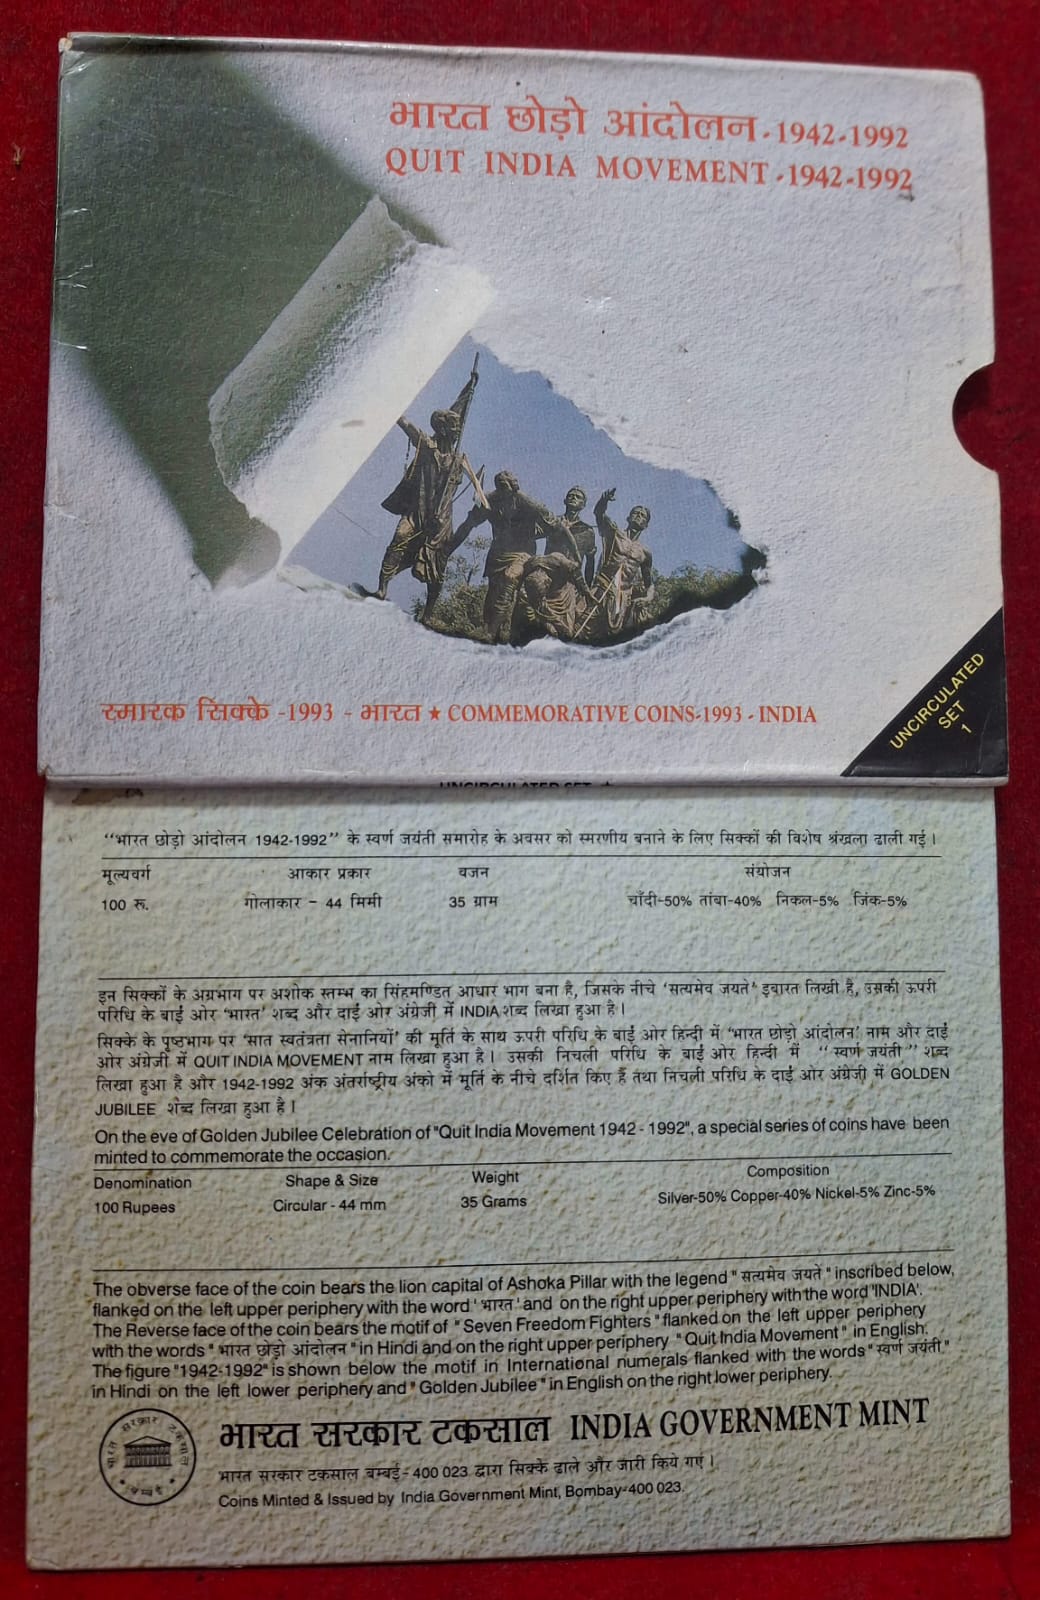 भारत छोड़ो आंदोलन - 1942-1992
QUIT INDIA MOVEMENT - 1942-1992
स्मारक सिक्के -1993 - भारत ★ COMMEMORATIVE COINS-1993 - INDIA
UNCIRCULATED
SET
1
UNCIRCULATED SET ★
“भारत छोड़ो आंदोलन 1942-1992” के स्वर्ण जयंती समारोह के अवसर को स्मरणीय बनाने के लिए सिक्कों की विशेष श्रंखला ढाली गई ।
मूल्यवर्ग आकार प्रकार वजन संयोजन
100 रू. गोलाकार - 44 मिमी 35 ग्राम चाँदी-50% तांबा-40% निकल-5% जिंक-5%
इन सिक्कों के अग्रभाग पर अशोक स्तम्भ का सिंहमण्डित आधार भाग बना है, जिसके नीचे ‘सत्यमेव जयते’ इबारत लिखी है, उसकी ऊपरी
परिधि के बाईं ओर ‘भारत’ शब्द और दाईं ओर अंग्रेजी में INDIA शब्द लिखा हुआ है ।
सिक्के के पृष्ठभाग पर ‘सात स्वतंत्रता सेनानियों’ की मूर्ति के साथ ऊपरी परिधि के बाईं ओर हिन्दी में ‘भारत छोड़ो आंदोलन’ नाम और दाईं
ओर अंग्रेजी में QUIT INDIA MOVEMENT नाम लिखा हुआ है । उसकी निचली परिधि के बाईं ओर हिन्दी में “स्वर्ण जयंती” शब्द
लिखा हुआ है और 1942-1992 अंक अंतर्राष्ट्रीय अंको में मूर्ति के नीचे दर्शित किए हैं तथा निचली परिधि के दाईं ओर अंग्रेजी में GOLDEN
JUBILEE शब्द लिखा हुआ है ।
On the eve of Golden Jubilee Celebration of "Quit India Movement 1942 - 1992", a special series of coins have been
minted to commemorate the occasion.
Denomination Shape & Size Weight Composition
100 Rupees Circular - 44 mm 35 Grams Silver-50% Copper-40% Nickel-5% Zinc-5%
The obverse face of the coin bears the lion capital of Ashoka Pillar with the legend " सत्यमेव जयते " inscribed below,
flanked on the left upper periphery with the word ' भारत ' and on the right upper periphery with the word 'INDIA'.
The Reverse face of the coin bears the motif of " Seven Freedom Fighters " flanked on the left upper periphery
with the words " भारत छोड़ो आंदोलन " in Hindi and on the right upper periphery " Quit India Movement " in English.
The figure "1942-1992" is shown below the motif in International numerals flanked with the words " स्वर्ण जयंती."
in Hindi on the left lower periphery and " Golden Jubilee " in English on the right lower periphery.
भारत सरकार टकसाल
बम्बई
भारत सरकार टकसाल INDIA GOVERNMENT MINT
भारत सरकार टकसाल बम्बई - 400 023 द्वारा सिक्के ढाले और जारी किये गए ।
Coins Minted & Issued by India Government Mint, Bombay-400 023.